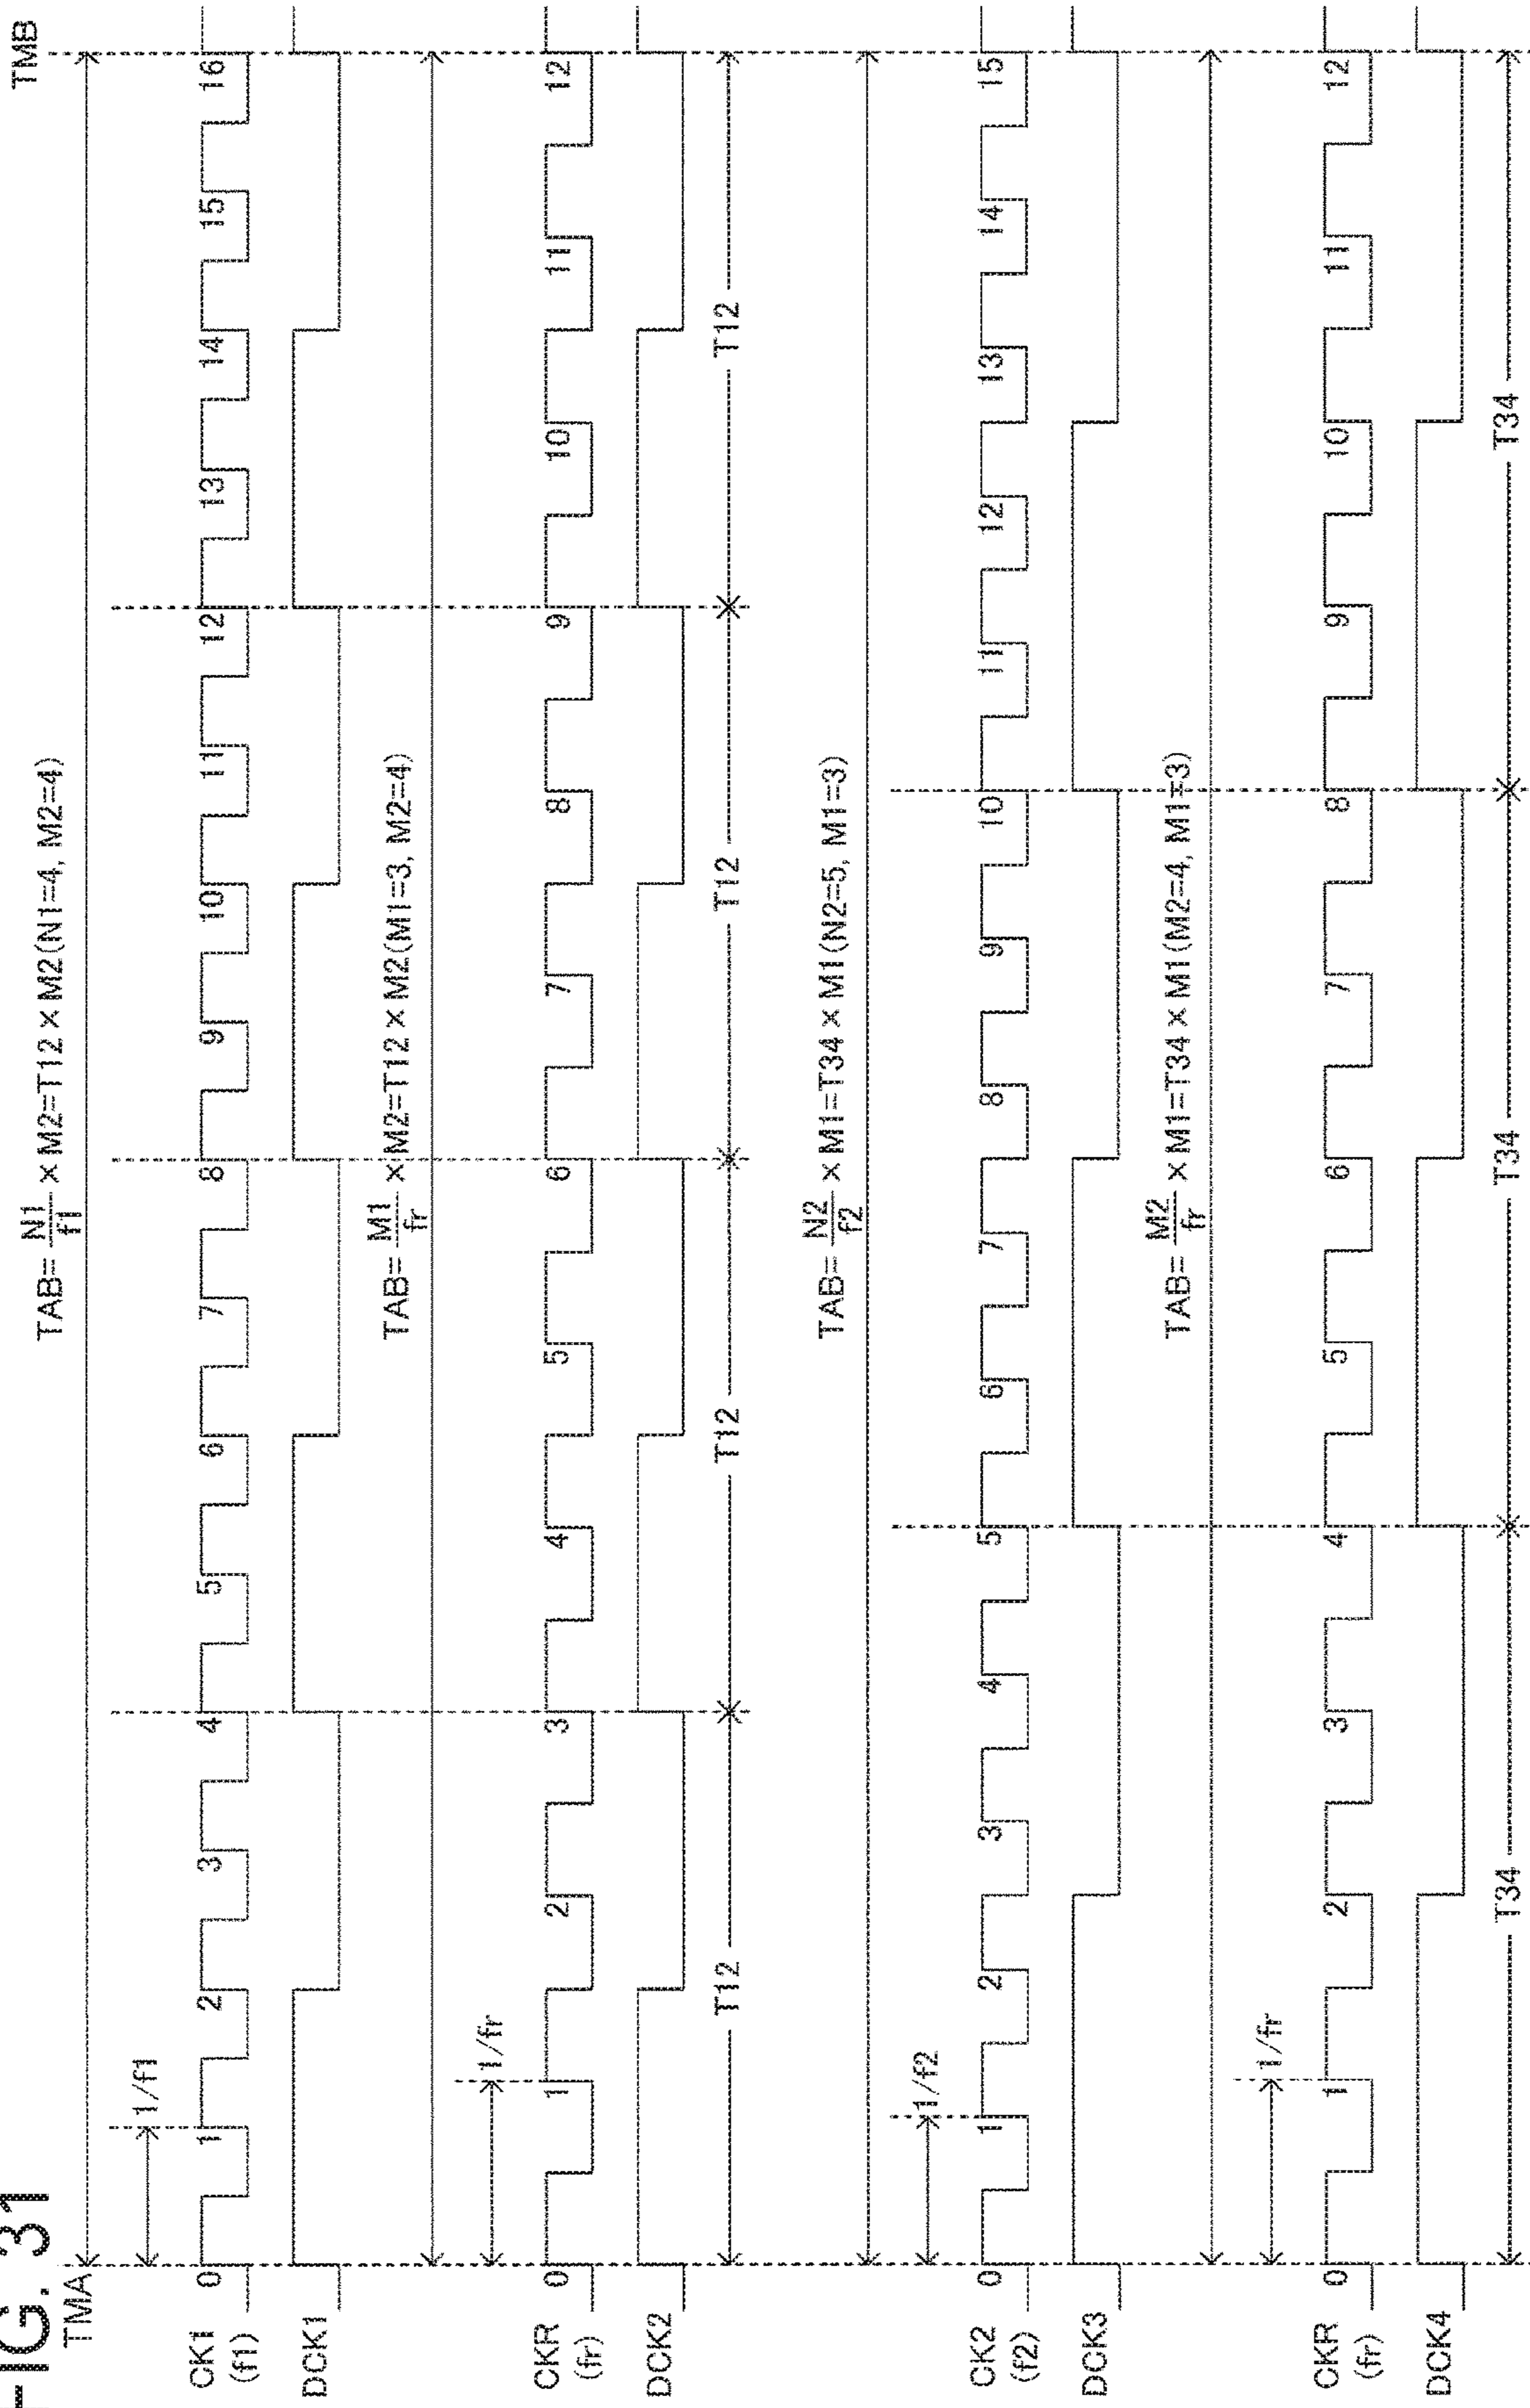 FIG. 31
TMA
TMB
TAB= N1/f1 ×M2=T12×M2(N1=4, M2=4)
1/f1
CK1 0 1 2 3 4 5 6 7 8 9 10 11 12 13 14 15 16
(f1)
DCK1
TAB= M1/fr ×M2=T12×M2(M1=3, M2=4)
1/fr
CKR 0 1 2 3 4 5 6 7 8 9 10 11 12
(fr)
DCK2
T12 T12 T12 T12
TAB= N2/f2 ×M1=T34×M1(N2=5, M1=3)
1/f2
CK2 0 1 2 3 4 5 6 7 8 9 10 11 12 13 14 15
(f2)
DCK3
TAB= M2/fr ×M1=T34×M1(M2=4, M1=3)
1/fr
CKR 0 1 2 3 4 5 6 7 8 9 10 11 12
(fr)
DCK4
T34 T34 T34